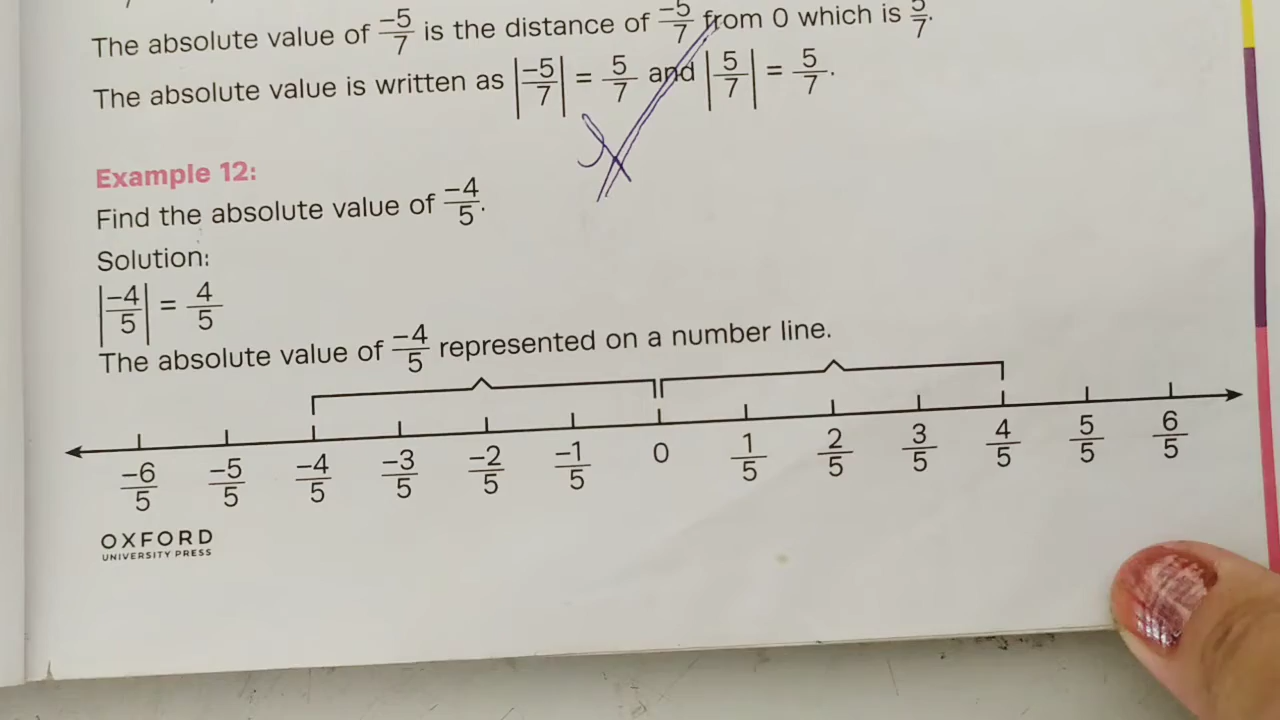 The absolute value of -5/7 is the distance of -5/7 from 0 which is 5/7.
The absolute value is written as |-5/7| = 5/7 and |5/7| = 5/7.
Example 12:
Find the absolute value of -4/5.
Solution:
|-4/5| = 4/5
The absolute value of -4/5 represented on a number line.
-6/5 -5/5 -4/5 -3/5 -2/5 -1/5 0 1/5 2/5 3/5 4/5 5/5 6/5
OXFORD
UNIVERSITY PRESS